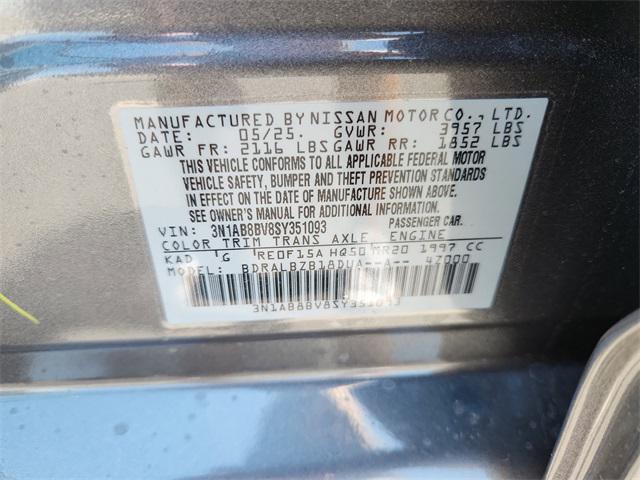 MANUFACTURED BY NISSAN MOTOR CO., LTD.
DATE: 05/25. GVWR: 3957 LBS
GAWR FR: 2116 LBS GAWR RR: 1852 LBS
THIS VEHICLE CONFORMS TO ALL APPLICABLE FEDERAL MOTOR
VEHICLE SAFETY, BUMPER AND THEFT PREVENTION STANDARDS
IN EFFECT ON THE DATE OF MANUFACTURE SHOWN ABOVE.
SEE OWNER'S MANUAL FOR ADDITIONAL INFORMATION.
VIN: 3N1AB8BV8SY351093 PASSENGER CAR.
COLOR TRIM TRANS AXLE ENGINE
KAD G RE0F15A HQ50 MR20 1997 CC
BDRALBZB18DUA--A-- 4Z000
3N1AB8BV8SY351093